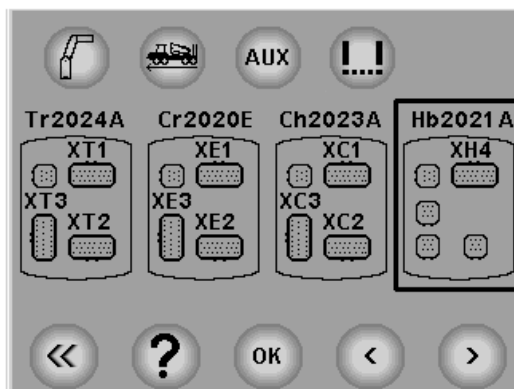 AUX
Tr2024A Cr2020E Ch2023A Hb2021A
XT1 XE1 XC1 XH4
XT3 XE3 XC3
XT2 XE2 XC2
« ? OK < >